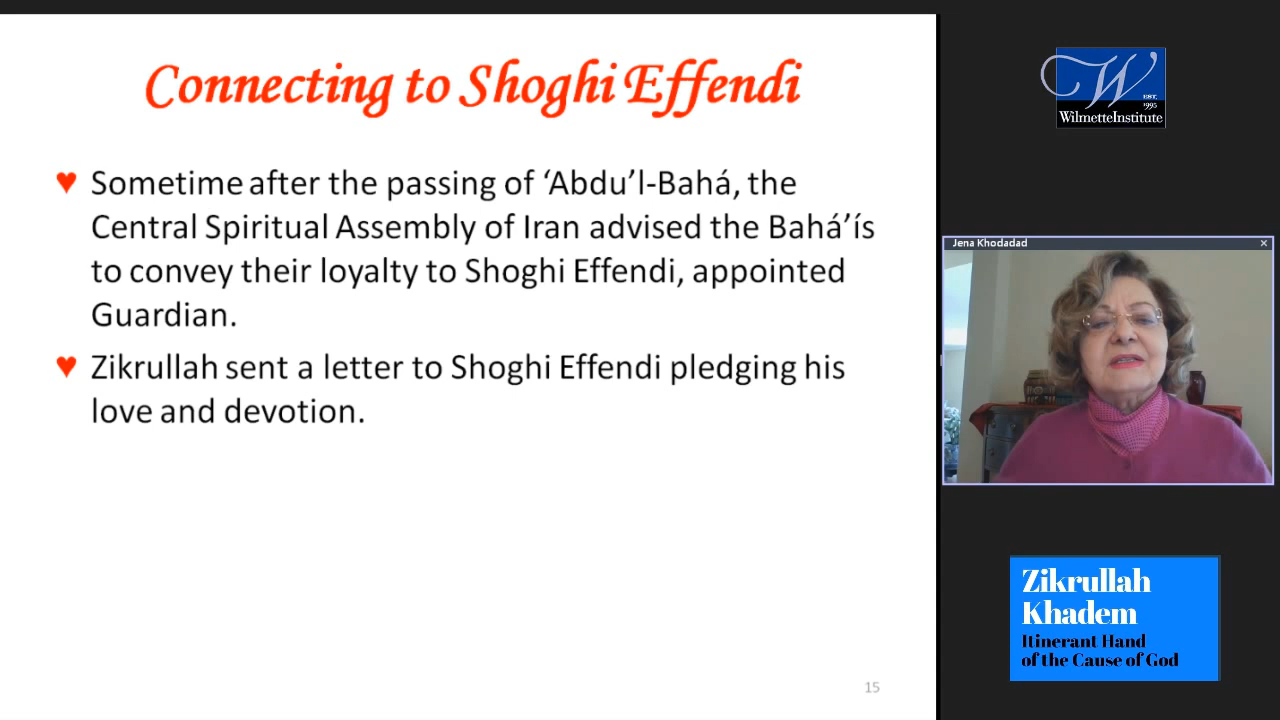 Connecting to Shoghi Effendi
♥ Sometime after the passing of ‘Abdu’l-Bahá, the
Central Spiritual Assembly of Iran advised the Bahá’ís
to convey their loyalty to Shoghi Effendi, appointed
Guardian.
♥ Zikrullah sent a letter to Shoghi Effendi pledging his
love and devotion.
15
W
EST.
1995
WilmetteInstitute
Jena Khodadad
Zikrullah
Khadem
Itinerant Hand
of the Cause of God